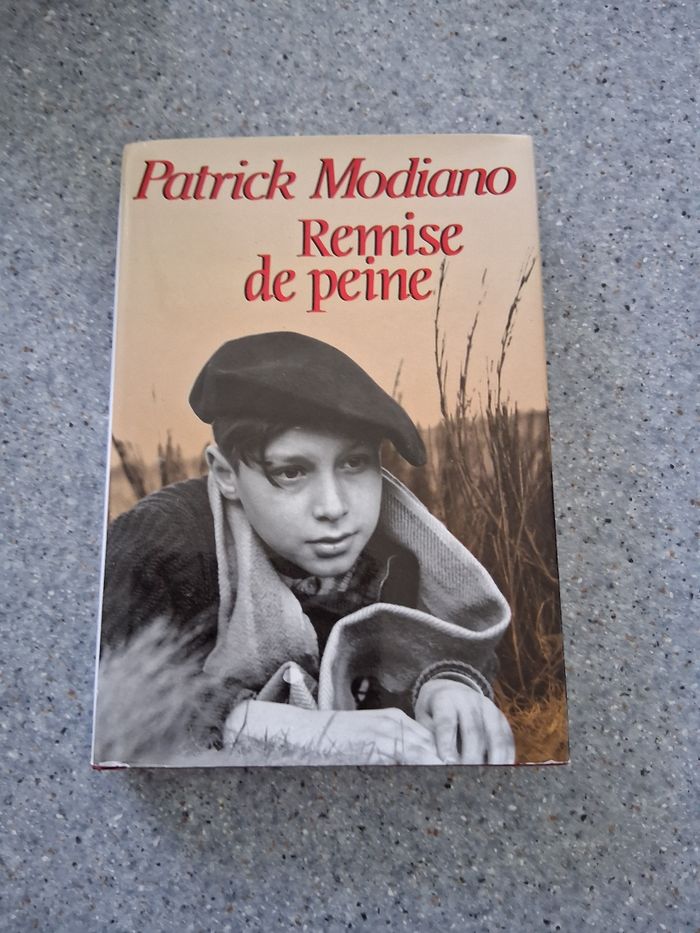 Patrick Modiano
Remise
de peine